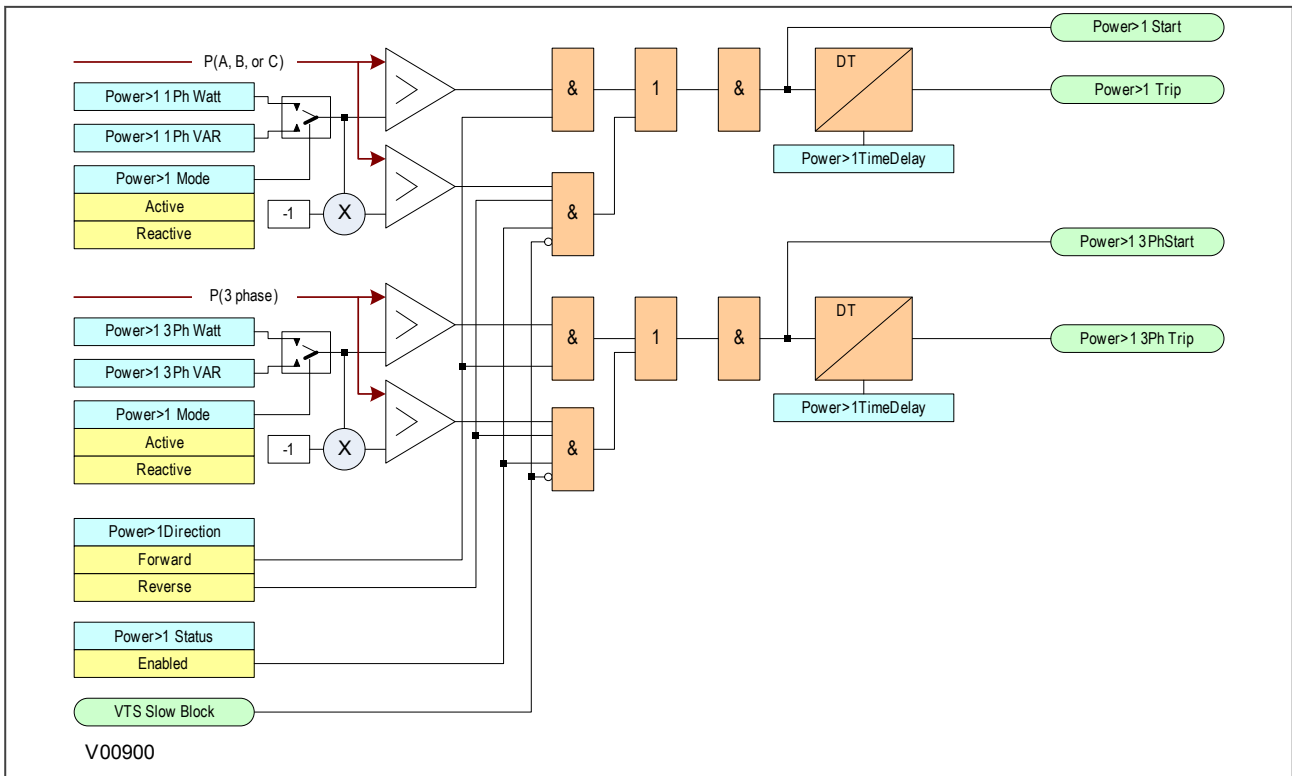 Power>1 Start
P(A, B, or C)
DT
Power>1 1Ph Watt
>
&
1
&
Power>1 Trip
Power>1 1Ph VAR
Power>1TimeDelay
Power>1 Mode
>
Active
-1
X
&
Reactive
Power>1 3PhStart
P(3 phase)
DT
Power>1 3Ph Watt
>
&
1
&
Power>1 3Ph Trip
Power>1 3Ph VAR
Power>1TimeDelay
Power>1 Mode
>
Active
-1
X
&
Reactive
Power>1Direction
Forward
Reverse
Power>1 Status
Enabled
VTS Slow Block
V00900